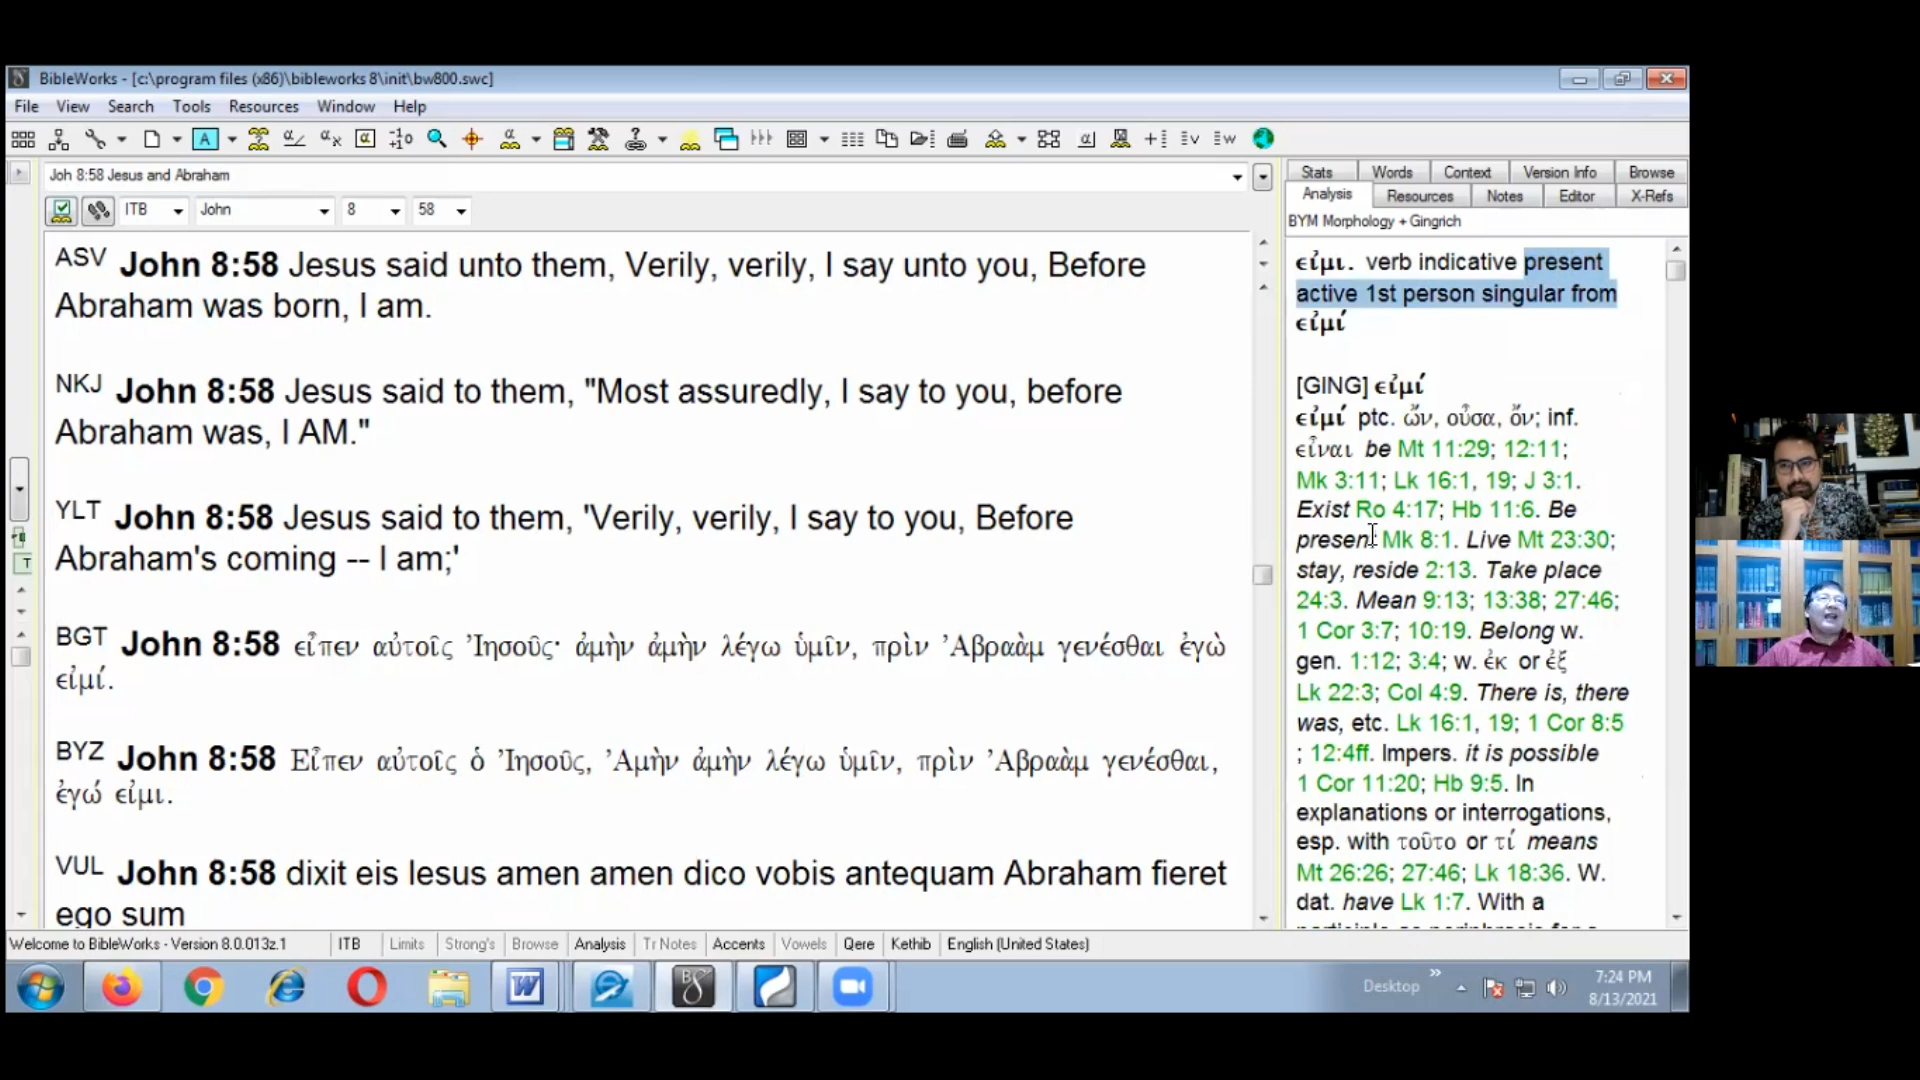 BibleWorks - [c:\program files (x86)\bibleworks 8\init\bw800.swc]
File View Search Tools Resources Window Help
Joh 8:58 Jesus and Abraham
ITB John 8 58
ASV John 8:58 Jesus said unto them, Verily, verily, I say unto you, Before
Abraham was born, I am.
NKJ John 8:58 Jesus said to them, "Most assuredly, I say to you, before
Abraham was, I AM."
YLT John 8:58 Jesus said to them, 'Verily, verily, I say to you, Before
Abraham's coming -- I am;'
BGT John 8:58 εἶπεν αὐτοῖς Ἰησοῦς· ἀμὴν ἀμὴν λέγω ὑμῖν, πρὶν Ἀβραὰμ γενέσθαι ἐγὼ
εἰμί.
BYZ John 8:58 Εἶπεν αὐτοῖς ὁ Ἰησοῦς, Ἀμὴν ἀμὴν λέγω ὑμῖν, πρὶν Ἀβραὰμ γενέσθαι,
ἐγώ εἰμι.
VUL John 8:58 dixit eis Iesus amen amen dico vobis antequam Abraham fieret
ego sum
Stats Words Context Version Info Browse
Analysis Resources Notes Editor X-Refs
BYM Morphology + Gingrich
εἰμι. verb indicative present
active 1st person singular from
εἰμί
[GING] εἰμί
εἰμί ptc. ὤν, οὖσα, ὄν; inf.
εἶναι be Mt 11:29; 12:11;
Mk 3:11; Lk 16:1, 19; J 3:1.
Exist Ro 4:17; Hb 11:6. Be
present Mk 8:1. Live Mt 23:30;
stay, reside 2:13. Take place
24:3. Mean 9:13; 13:38; 27:46;
1 Cor 3:7; 10:19. Belong w.
gen. 1:12; 3:4; w. ἐκ or ἐξ
Lk 22:3; Col 4:9. There is, there
was, etc. Lk 16:1, 19; 1 Cor 8:5
; 12:4ff. Impers. it is possible
1 Cor 11:20; Hb 9:5. In
explanations or interrogations,
esp. with τοῦτο or τί means
Mt 26:26; 27:46; Lk 18:36. W.
dat. have Lk 1:7. With a
Welcome to BibleWorks - Version 8.0.013z.1 ITB Limits Strong's Browse Analysis Tr Notes Accents Vowels Qere Kethib English (United States)
Desktop 7:24 PM
8/13/2021